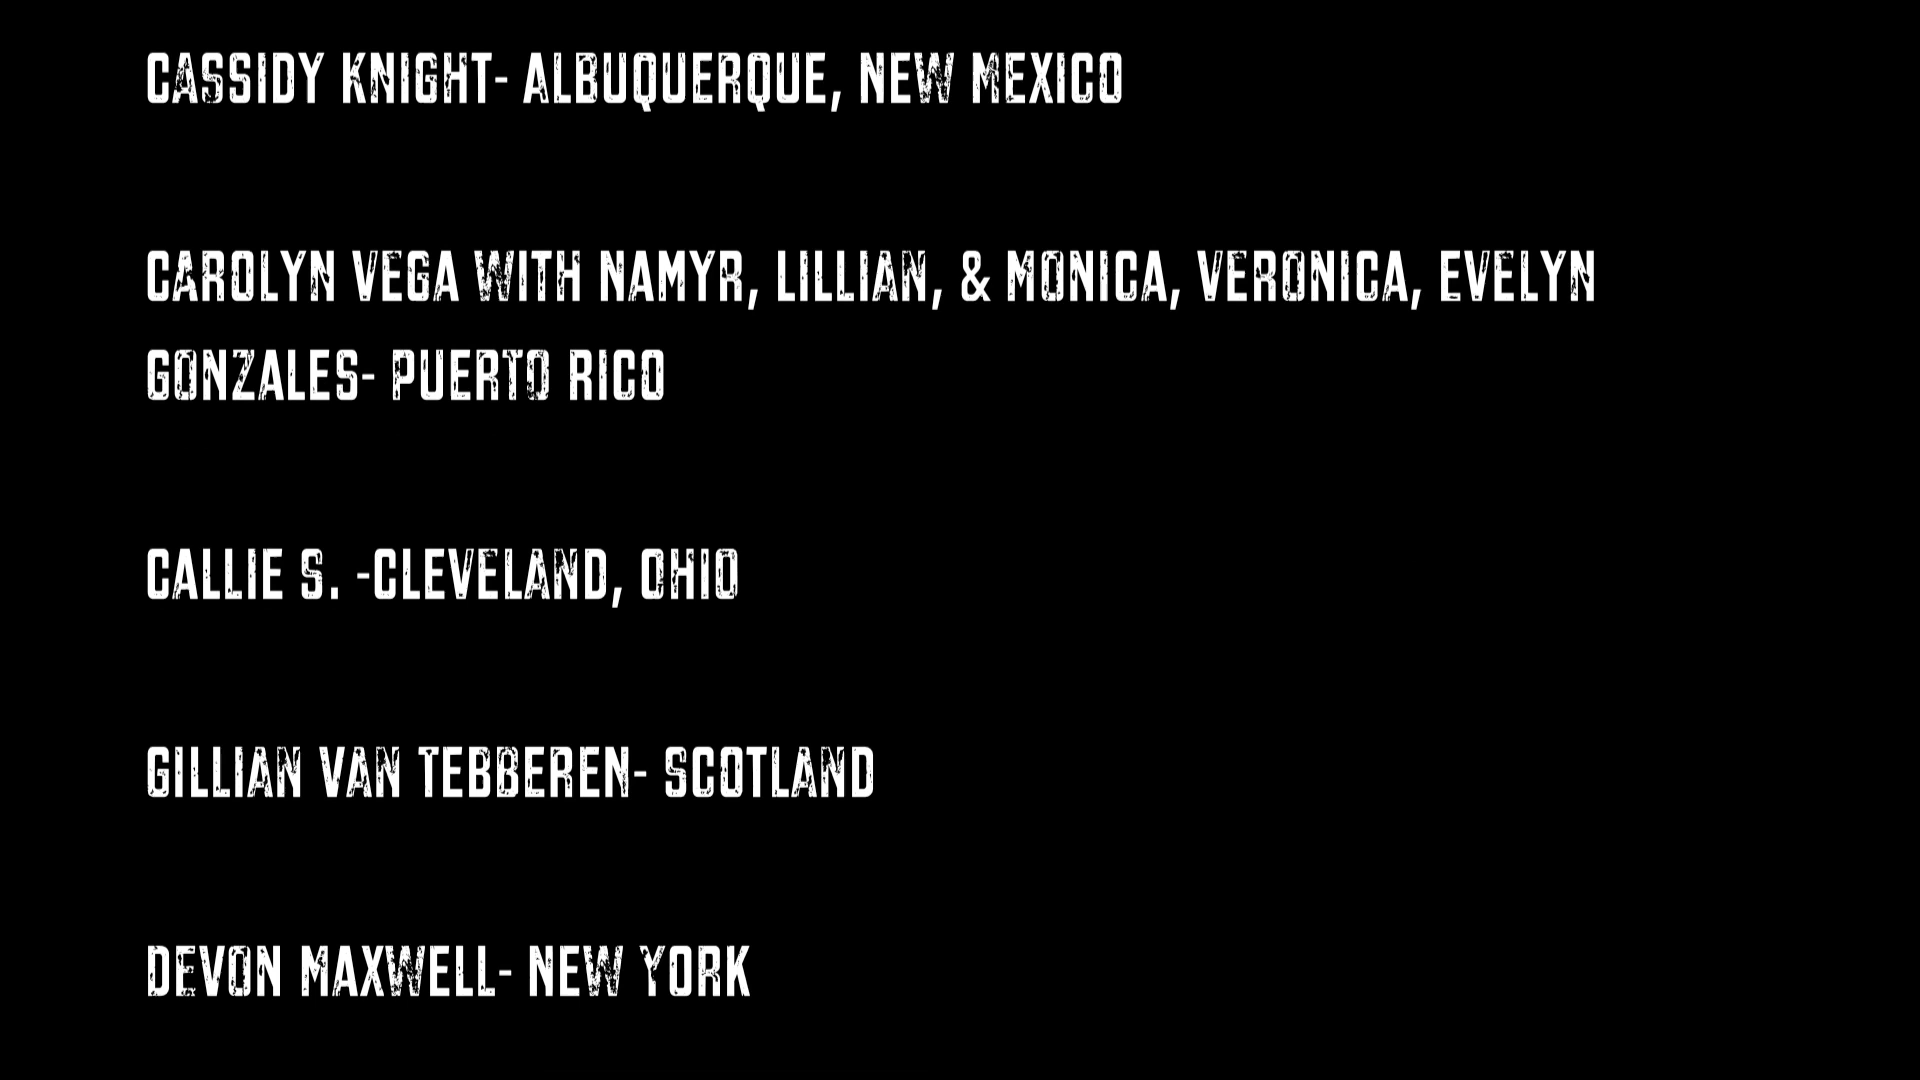 CASSIDY KNIGHT- ALBUQUERQUE, NEW MEXICO
CAROLYN VEGA WITH NAMYR, LILLIAN, & MONICA, VERONICA, EVELYN
GONZALES- PUERTO RICO
CALLIE S. -CLEVELAND, OHIO
GILLIAN VAN TEBBEREN- SCOTLAND
DEVON MAXWELL- NEW YORK